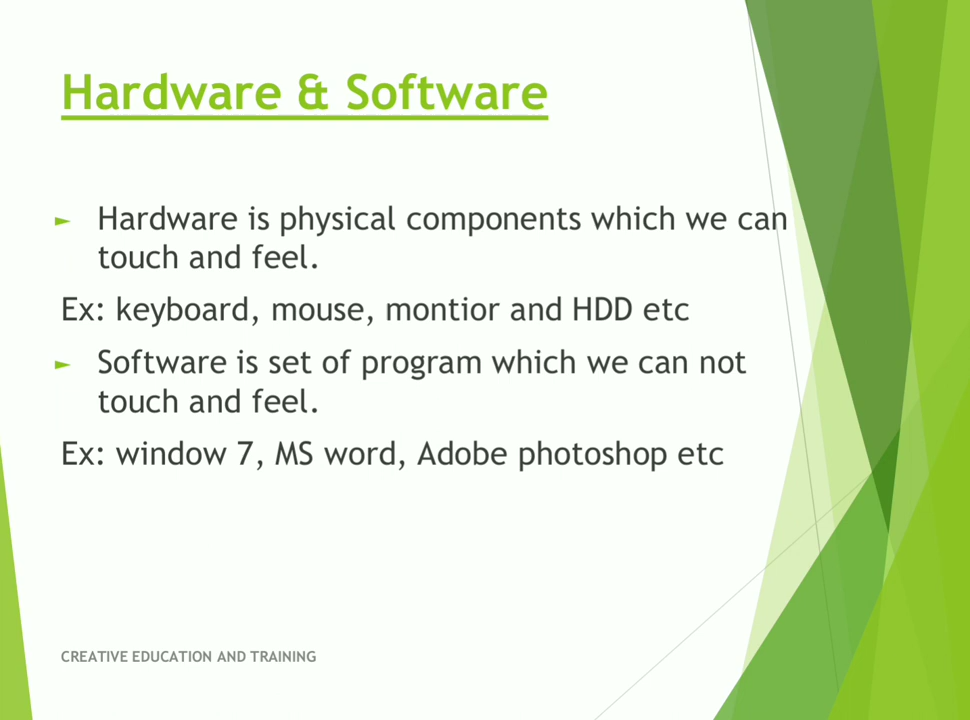 Hardware & Software
► Hardware is physical components which we can
touch and feel.
Ex: keyboard, mouse, montior and HDD etc
► Software is set of program which we can not
touch and feel.
Ex: window 7, MS word, Adobe photoshop etc
CREATIVE EDUCATION AND TRAINING